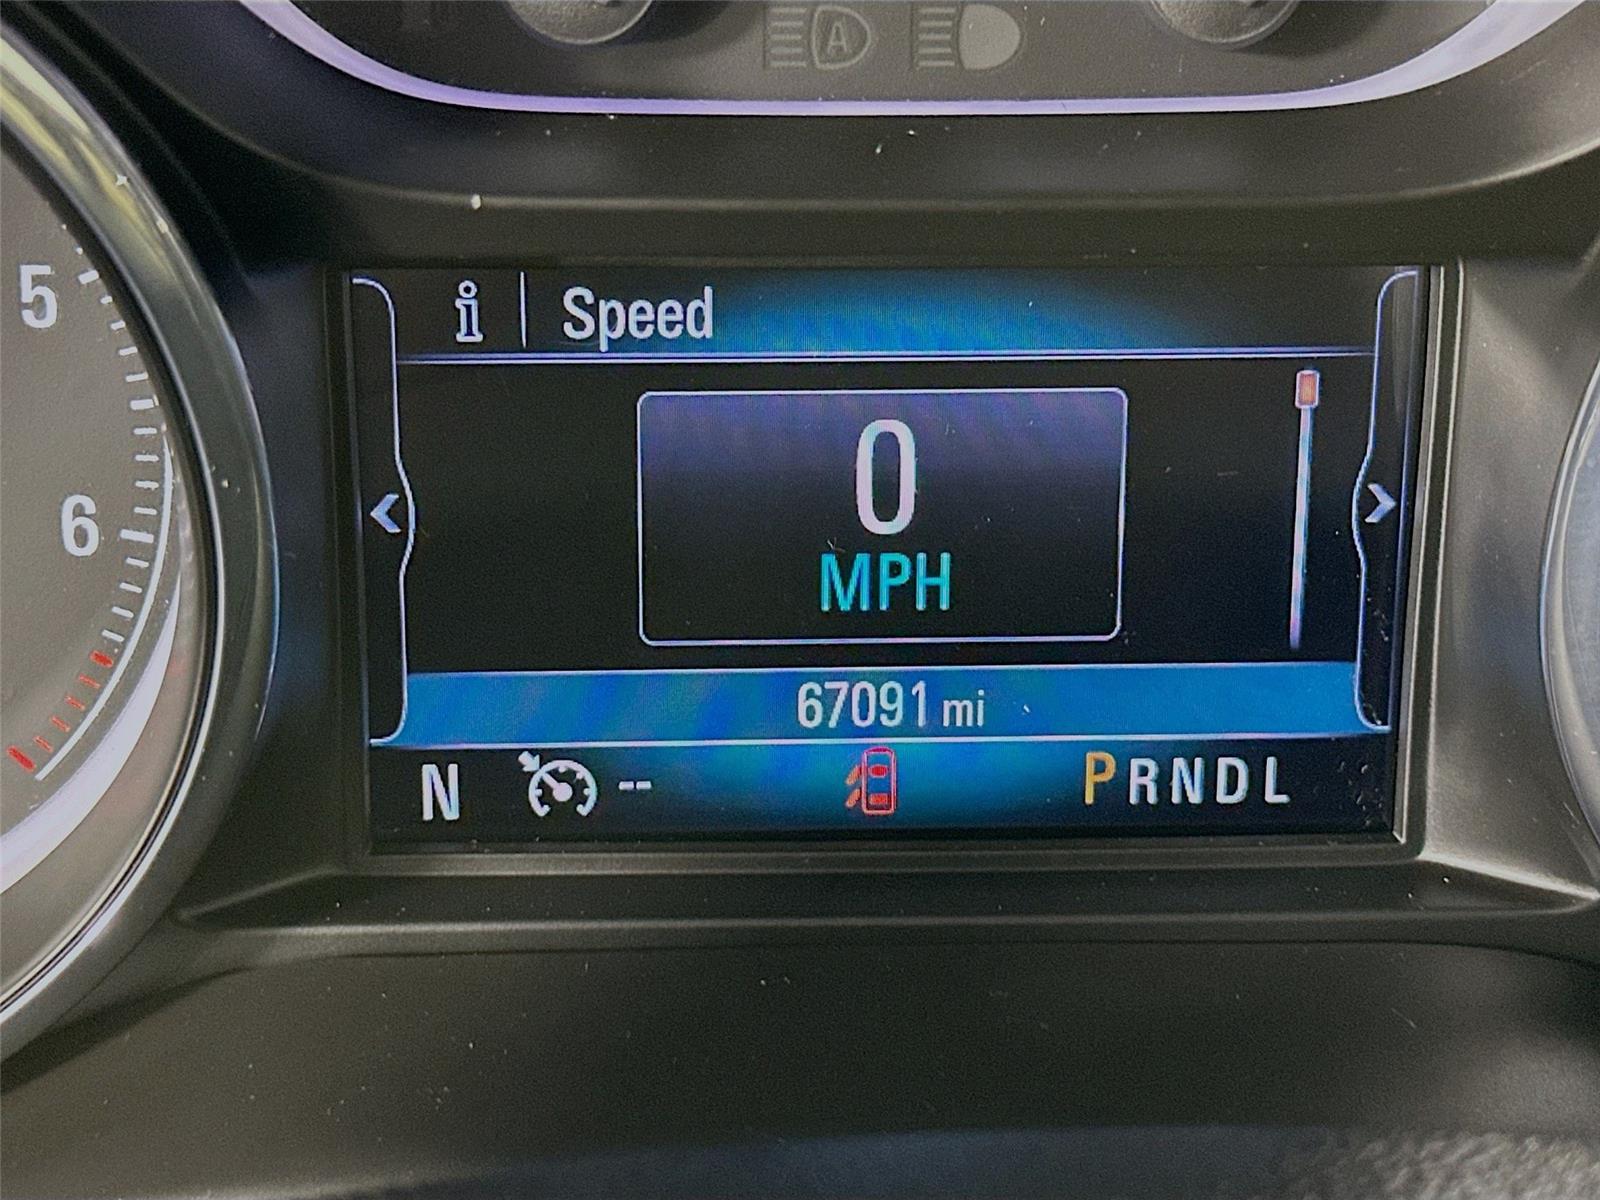 A
5
6
i Speed
0
MPH
67091 mi
N -- PRNDL